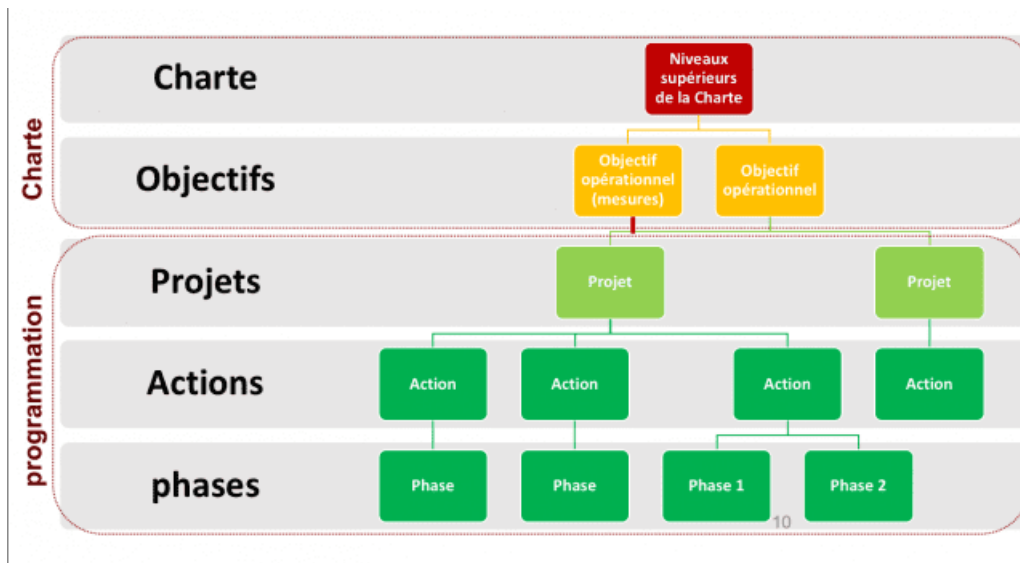 Charte
Charte
Niveaux
supérieurs
de la Charte
Objectifs
Objectif
opérationnel
(mesures)
Objectif
opérationnel
programmation
Projets
Projet
Projet
Actions
Action
Action
Action
Action
phases
Phase
Phase
Phase 1
Phase 2
10